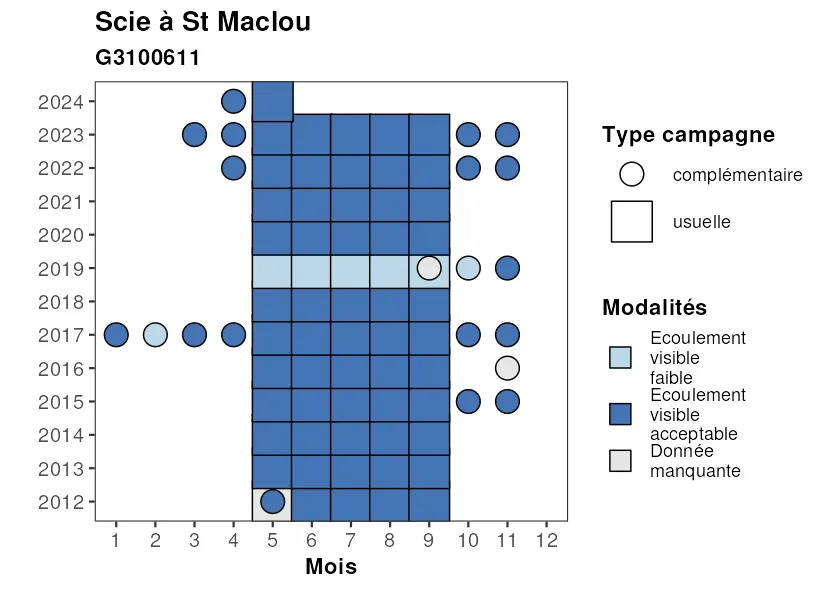 Scie à St Maclou
G3100611
2024
2023
2022
2021
2020
2019
2018
2017
2016
2015
2014
2013
2012
1 2 3 4 5 6 7 8 9 10 11 12
Mois
Type campagne
complémentaire
usuelle
Modalités
Ecoulement
visible
faible
Ecoulement
visible
acceptable
Donnée
manquante